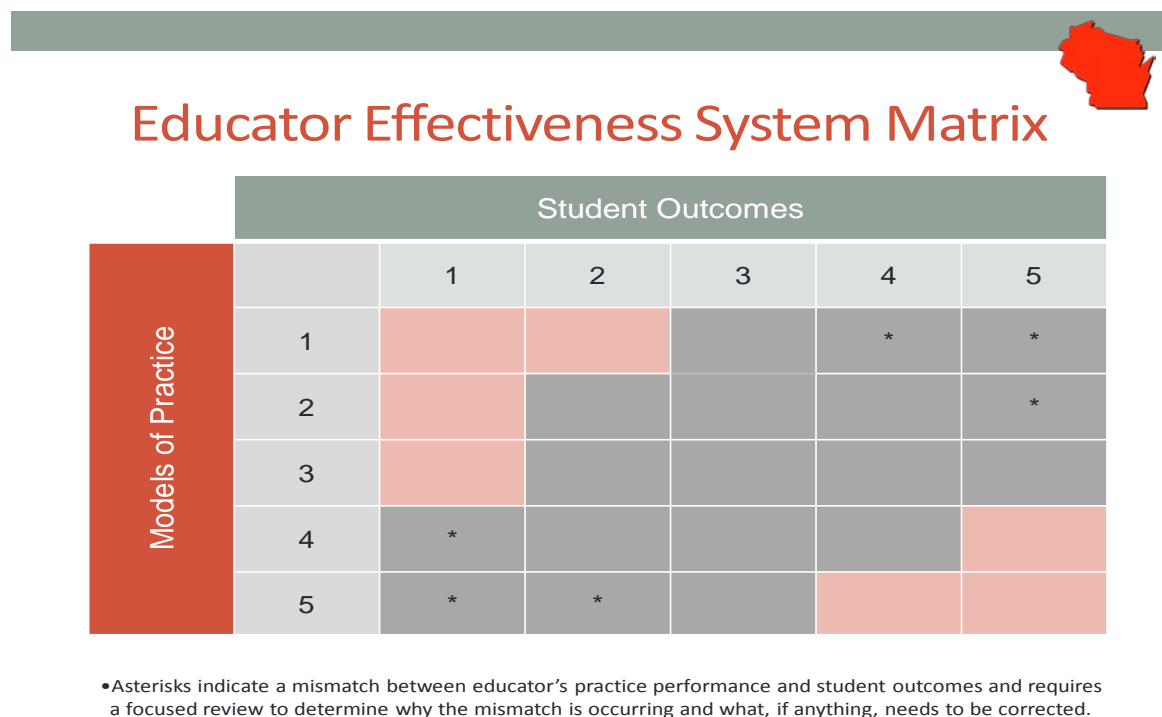 Educator Effectiveness System Matrix
Student Outcomes
Models of Practice
1 2 3 4 5
1 * *
2 *
3
4 *
5 * *
•Asterisks indicate a mismatch between educator's practice performance and student outcomes and requires
a focused review to determine why the mismatch is occurring and what, if anything, needs to be corrected.